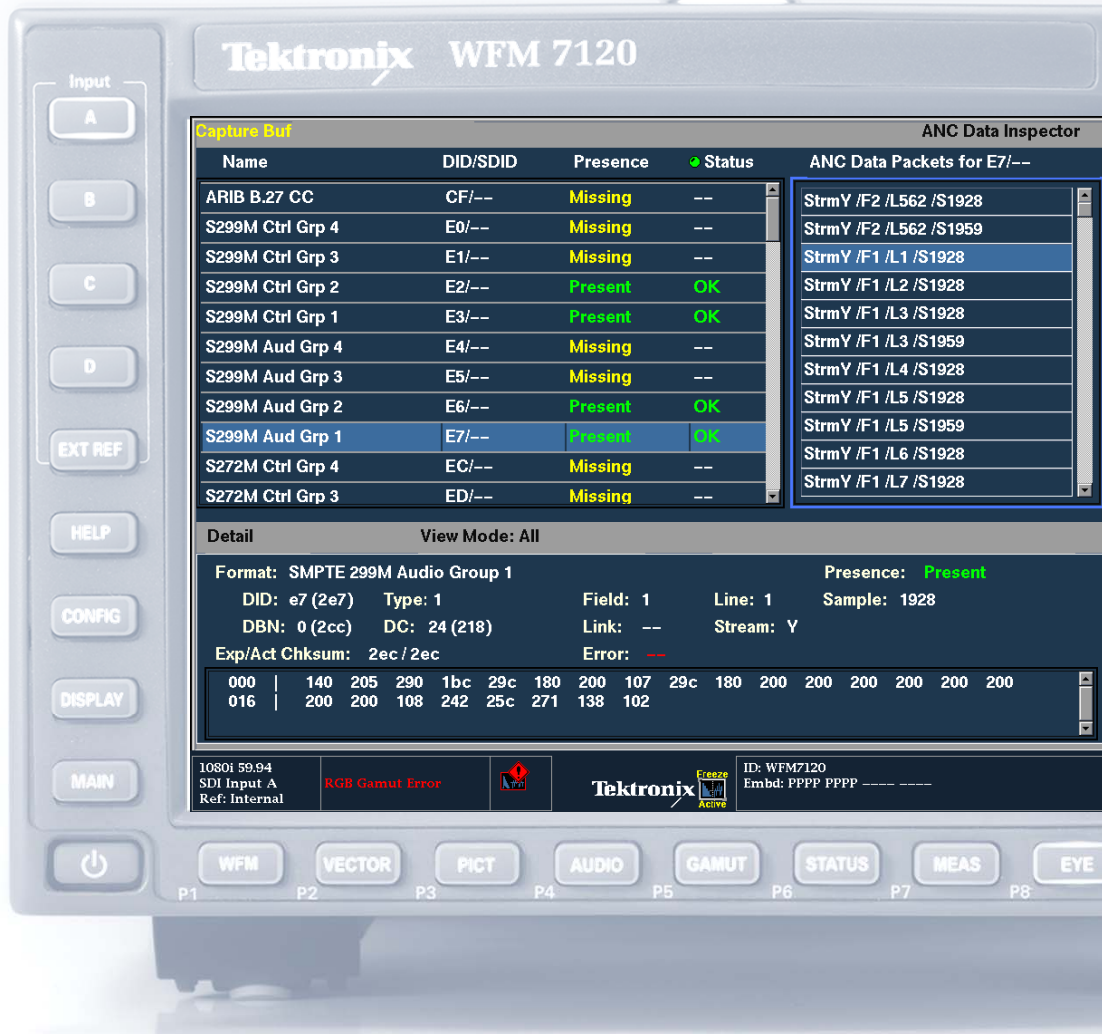 Tektronix WFM 7120
Input
A
B
C
D
EXT REF
HELP
CONFIG
DISPLAY
MAIN
Capture Buf ANC Data Inspector
Name DID/SDID Presence Status ANC Data Packets for E7/--
ARIB B.27 CC CF/-- Missing --
S299M Ctrl Grp 4 E0/-- Missing --
S299M Ctrl Grp 3 E1/-- Missing --
S299M Ctrl Grp 2 E2/-- Present OK
S299M Ctrl Grp 1 E3/-- Present OK
S299M Aud Grp 4 E4/-- Missing --
S299M Aud Grp 3 E5/-- Missing --
S299M Aud Grp 2 E6/-- Present OK
S299M Aud Grp 1 E7/-- Present OK
S272M Ctrl Grp 4 EC/-- Missing --
S272M Ctrl Grp 3 ED/-- Missing --
StrmY /F2 /L562 /S1928
StrmY /F2 /L562 /S1959
StrmY /F1 /L1 /S1928
StrmY /F1 /L2 /S1928
StrmY /F1 /L3 /S1928
StrmY /F1 /L3 /S1959
StrmY /F1 /L4 /S1928
StrmY /F1 /L5 /S1928
StrmY /F1 /L5 /S1959
StrmY /F1 /L6 /S1928
StrmY /F1 /L7 /S1928
Detail View Mode: All
Format: SMPTE 299M Audio Group 1 Presence: Present
DID: e7 (2e7) Type: 1 Field: 1 Line: 1 Sample: 1928
DBN: 0 (2cc) DC: 24 (218) Link: -- Stream: Y
Exp/Act Chksum: 2ec / 2ec Error: --
000 | 140 205 290 1bc 29c 180 200 107 29c 180 200 200 200 200 200 200
016 | 200 200 108 242 25c 271 138 102
1080i 59.94
SDI Input A
Ref: Internal
RGB Gamut Error
Tektronix
Freeze
Active
ID: WFM7120
Embd: PPPP PPPP ---- ----
WFM VECTOR PICT AUDIO GAMUT STATUS MEAS EYE
P1 P2 P3 P4 P5 P6 P7 P8